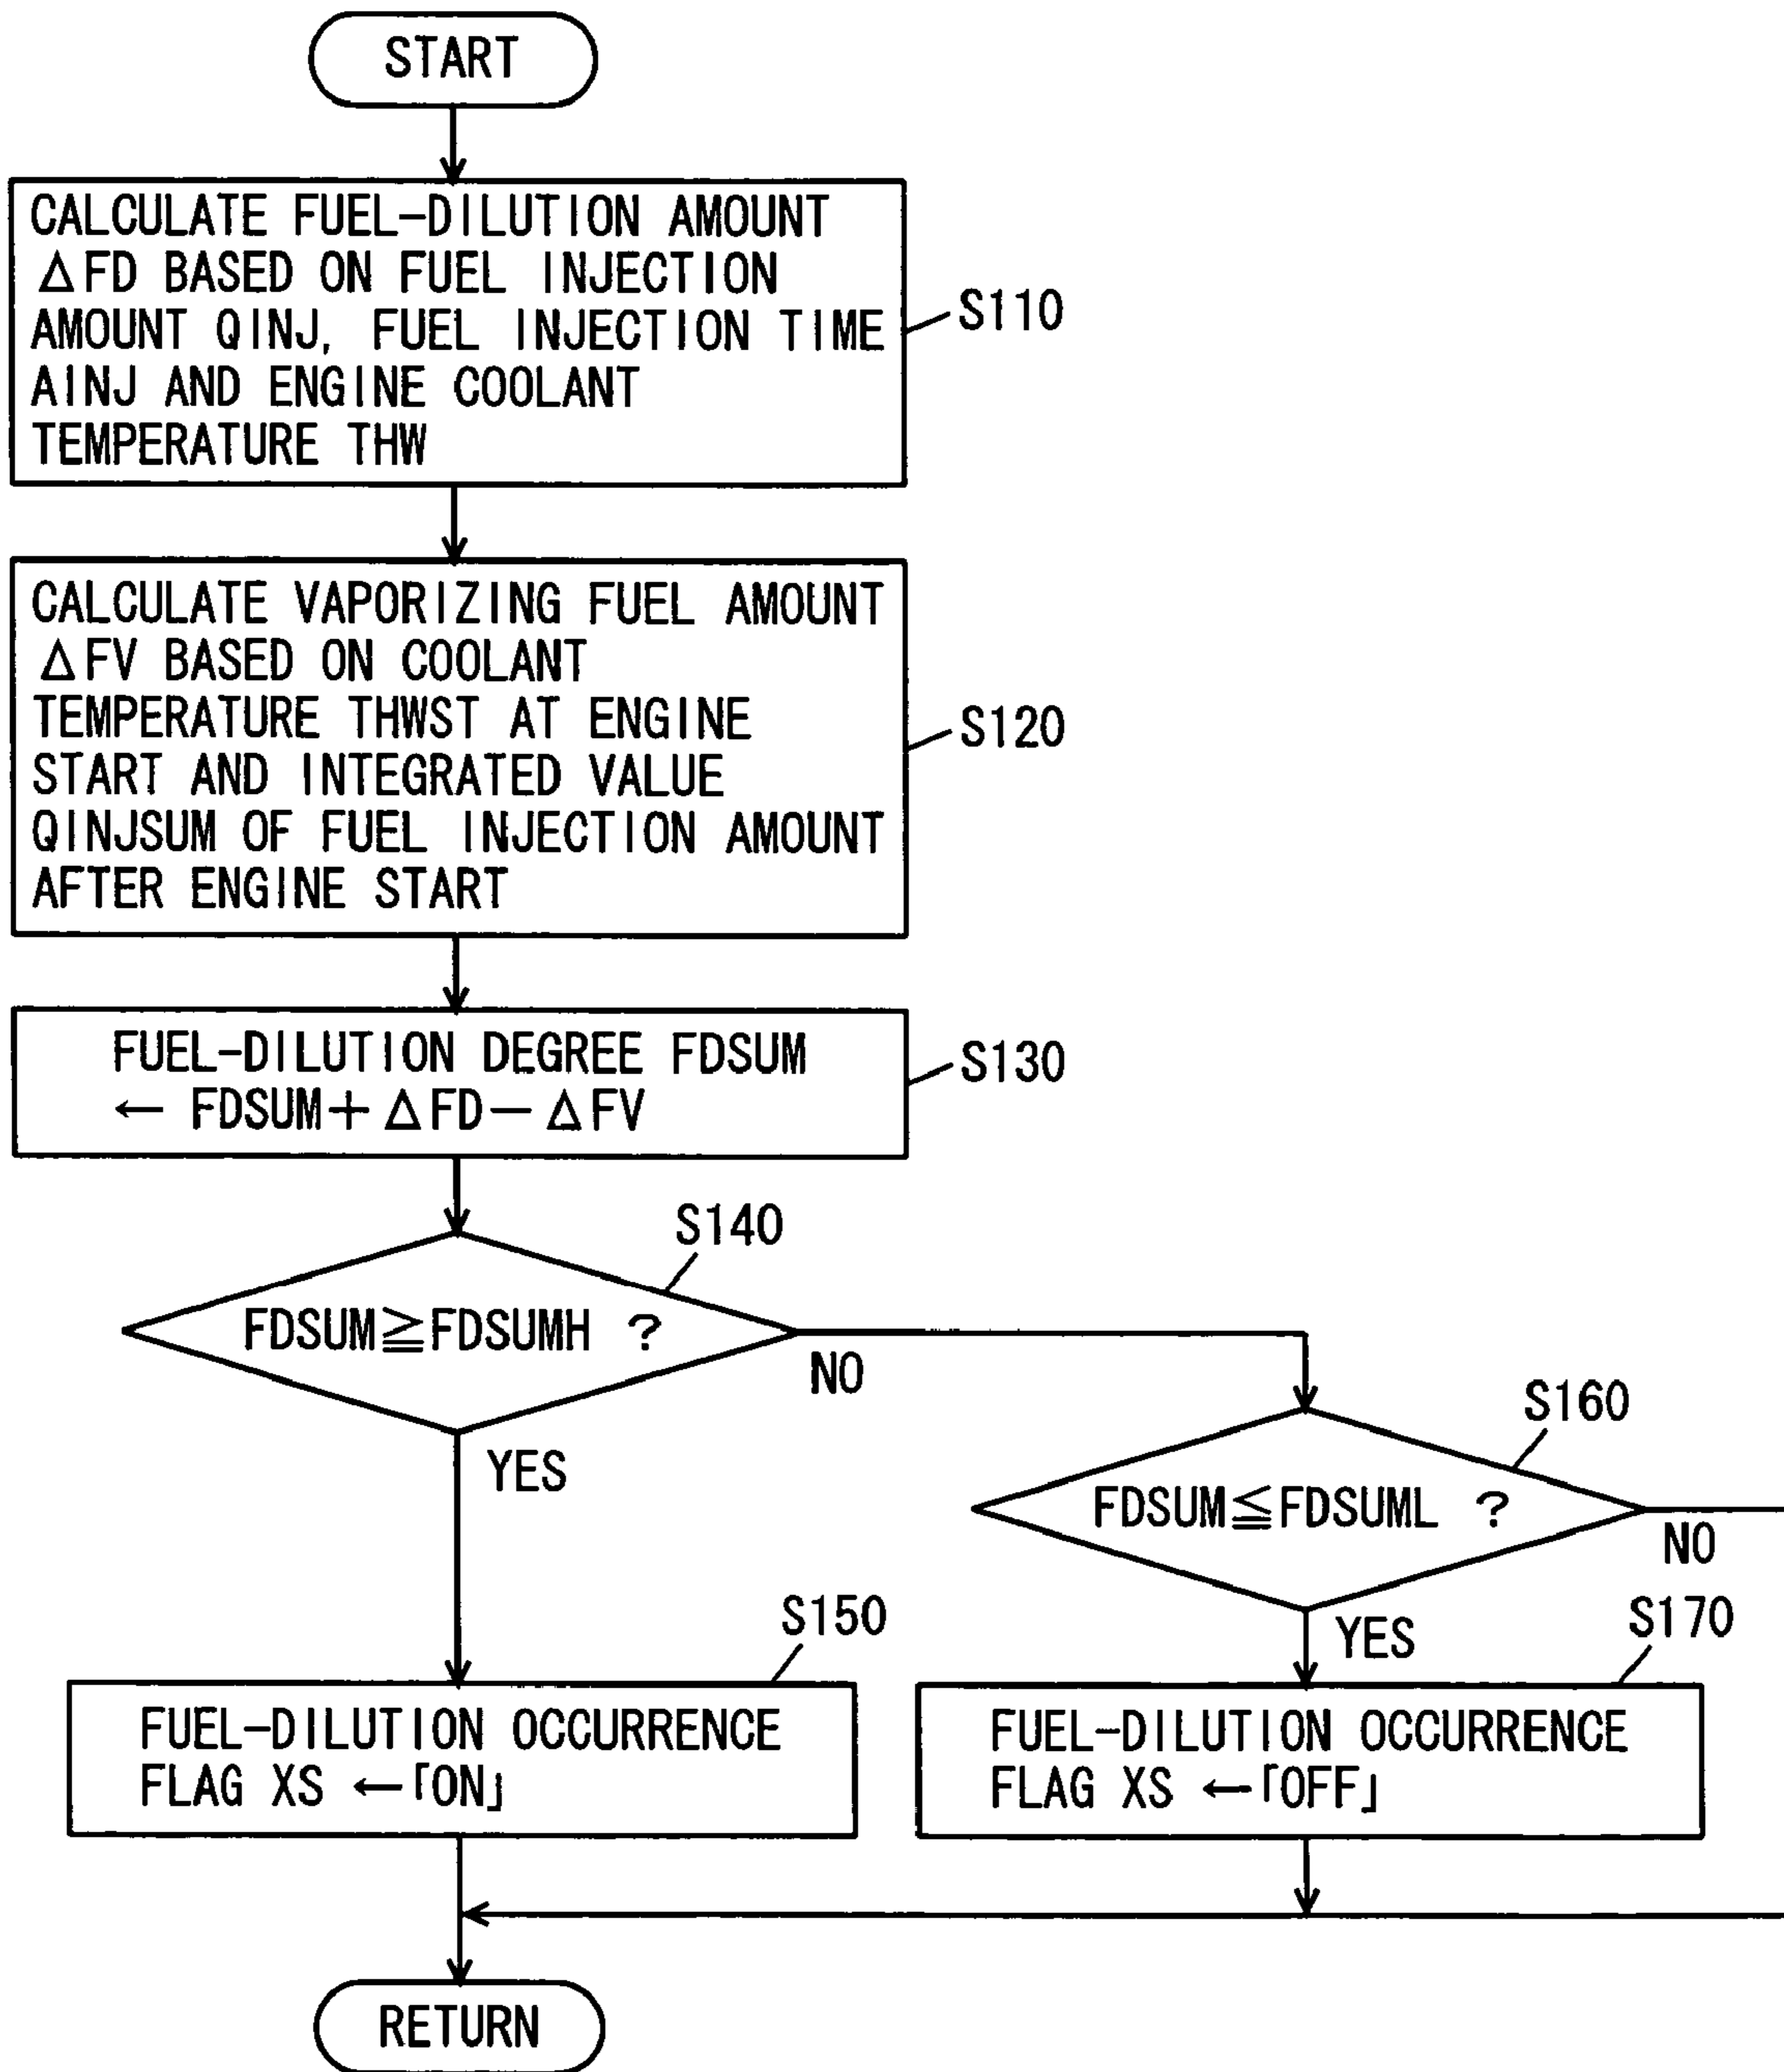 START
CALCULATE FUEL-DILUTION AMOUNT
△FD BASED ON FUEL INJECTION
AMOUNT QINJ, FUEL INJECTION TIME
AINJ AND ENGINE COOLANT
TEMPERATURE THW
S110
CALCULATE VAPORIZING FUEL AMOUNT
△FV BASED ON COOLANT
TEMPERATURE THWST AT ENGINE
START AND INTEGRATED VALUE
QINJSUM OF FUEL INJECTION AMOUNT
AFTER ENGINE START
S120
FUEL-DILUTION DEGREE FDSUM
← FDSUM+△FD−△FV
S130
S140
FDSUM≧FDSUMH ?
NO
YES
S160
FDSUM≦FDSUML ?
NO
YES
S150
FUEL-DILUTION OCCURRENCE
FLAG XS ←「ON」
S170
FUEL-DILUTION OCCURRENCE
FLAG XS ←「OFF」
RETURN